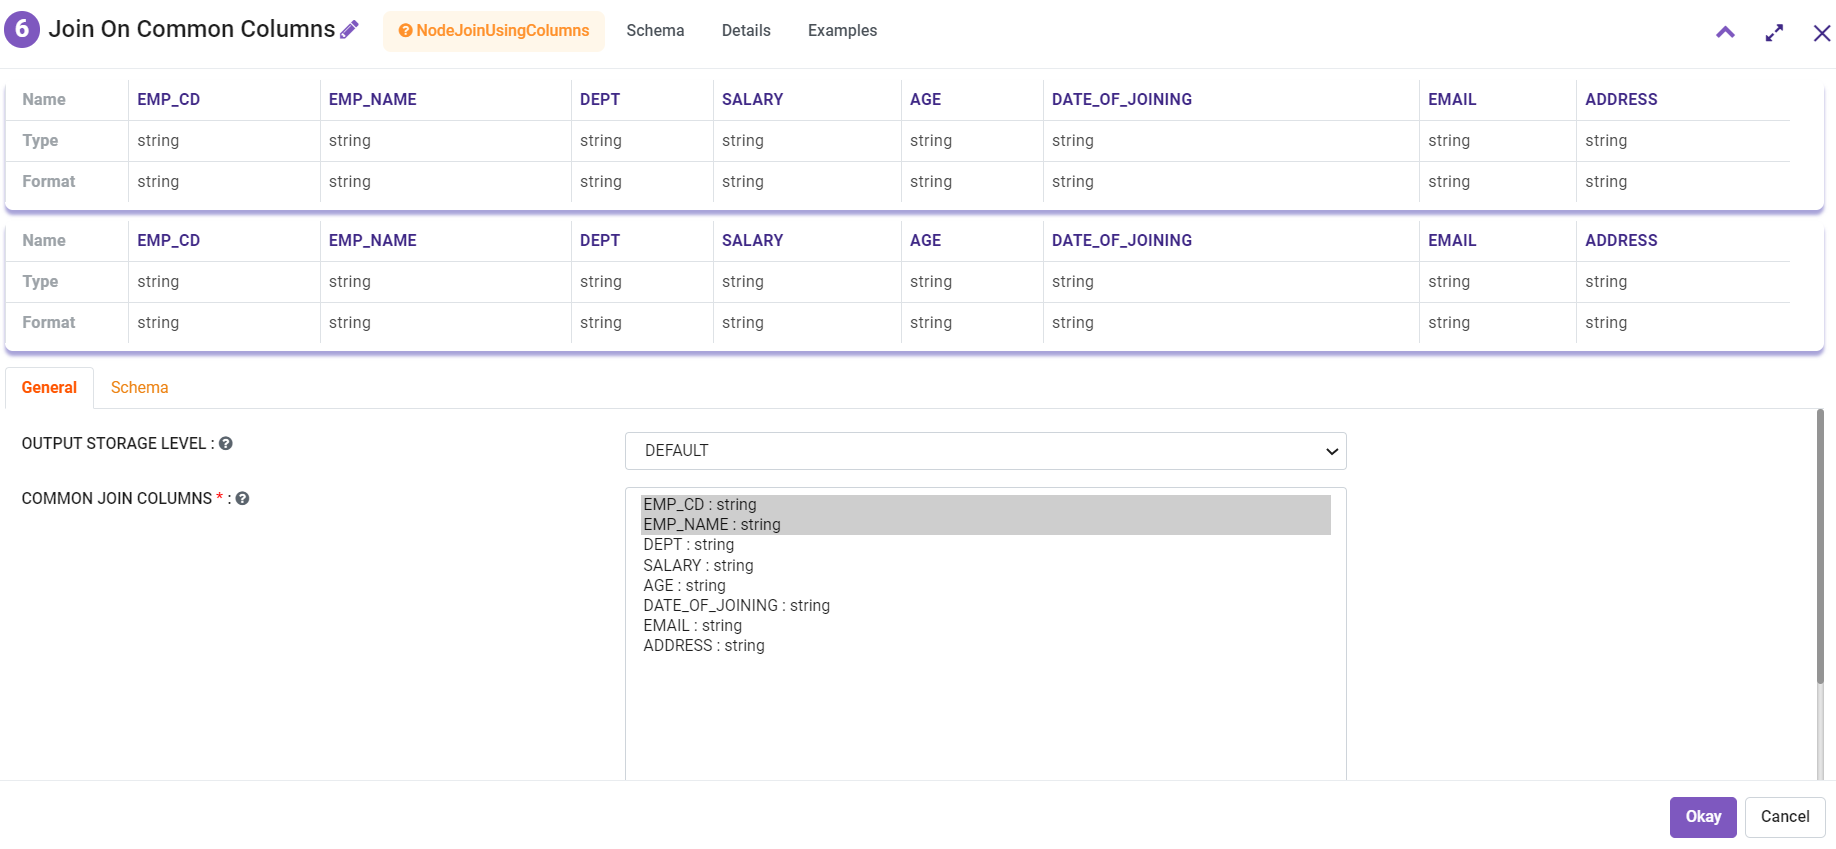 6 Join On Common Columns NodeJoinUsingColumns Schema Details Examples
Name EMP_CD EMP_NAME DEPT SALARY AGE DATE_OF_JOINING EMAIL ADDRESS
Type string string string string string string string string
Format string string string string string string string string
Name EMP_CD EMP_NAME DEPT SALARY AGE DATE_OF_JOINING EMAIL ADDRESS
Type string string string string string string string string
Format string string string string string string string string
General Schema
OUTPUT STORAGE LEVEL : DEFAULT
COMMON JOIN COLUMNS * :
EMP_CD : string
EMP_NAME : string
DEPT : string
SALARY : string
AGE : string
DATE_OF_JOINING : string
EMAIL : string
ADDRESS : string
Okay Cancel